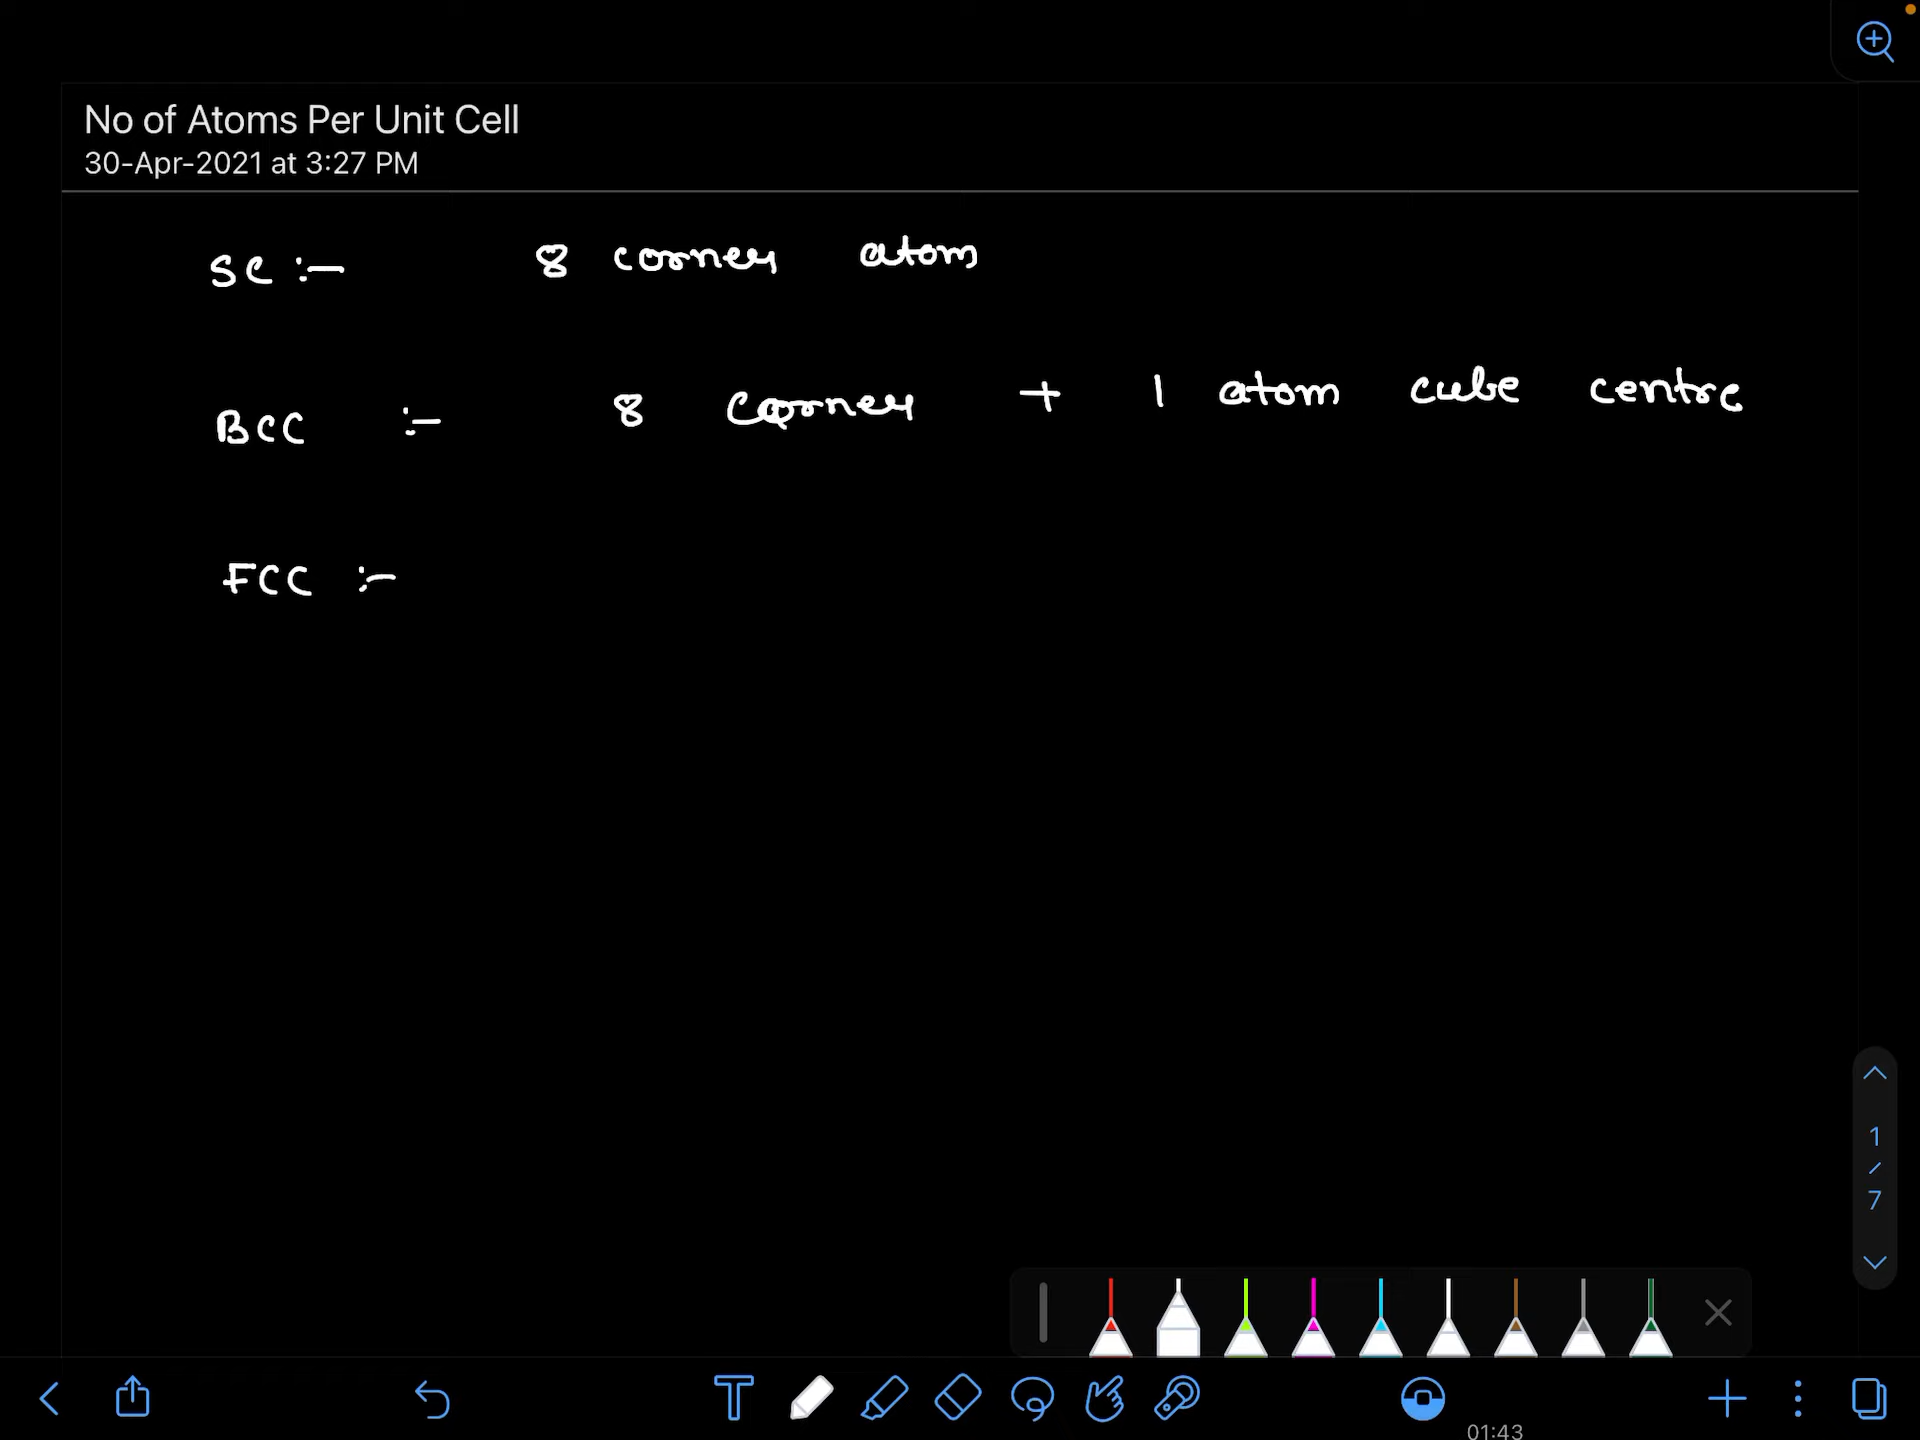 No of Atoms Per Unit Cell
30-Apr-2021 at 3:27 PM
SC :- 8 corner atom
BCC :- 8 corner + 1 atom cube centre
FCC :-
1
/
7
01:43